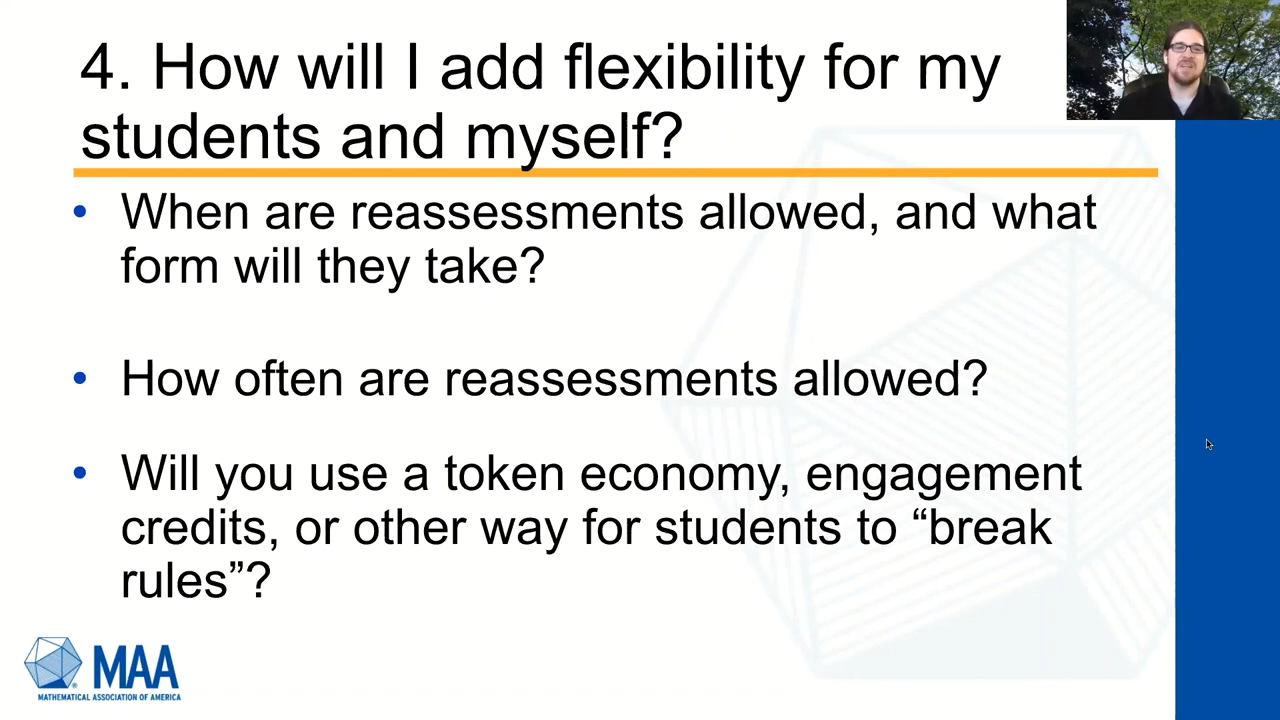 4. How will I add flexibility for my
students and myself?
• When are reassessments allowed, and what
form will they take?
• How often are reassessments allowed?
• Will you use a token economy, engagement
credits, or other way for students to “break
rules”?
MAA
MATHEMATICAL ASSOCIATION OF AMERICA